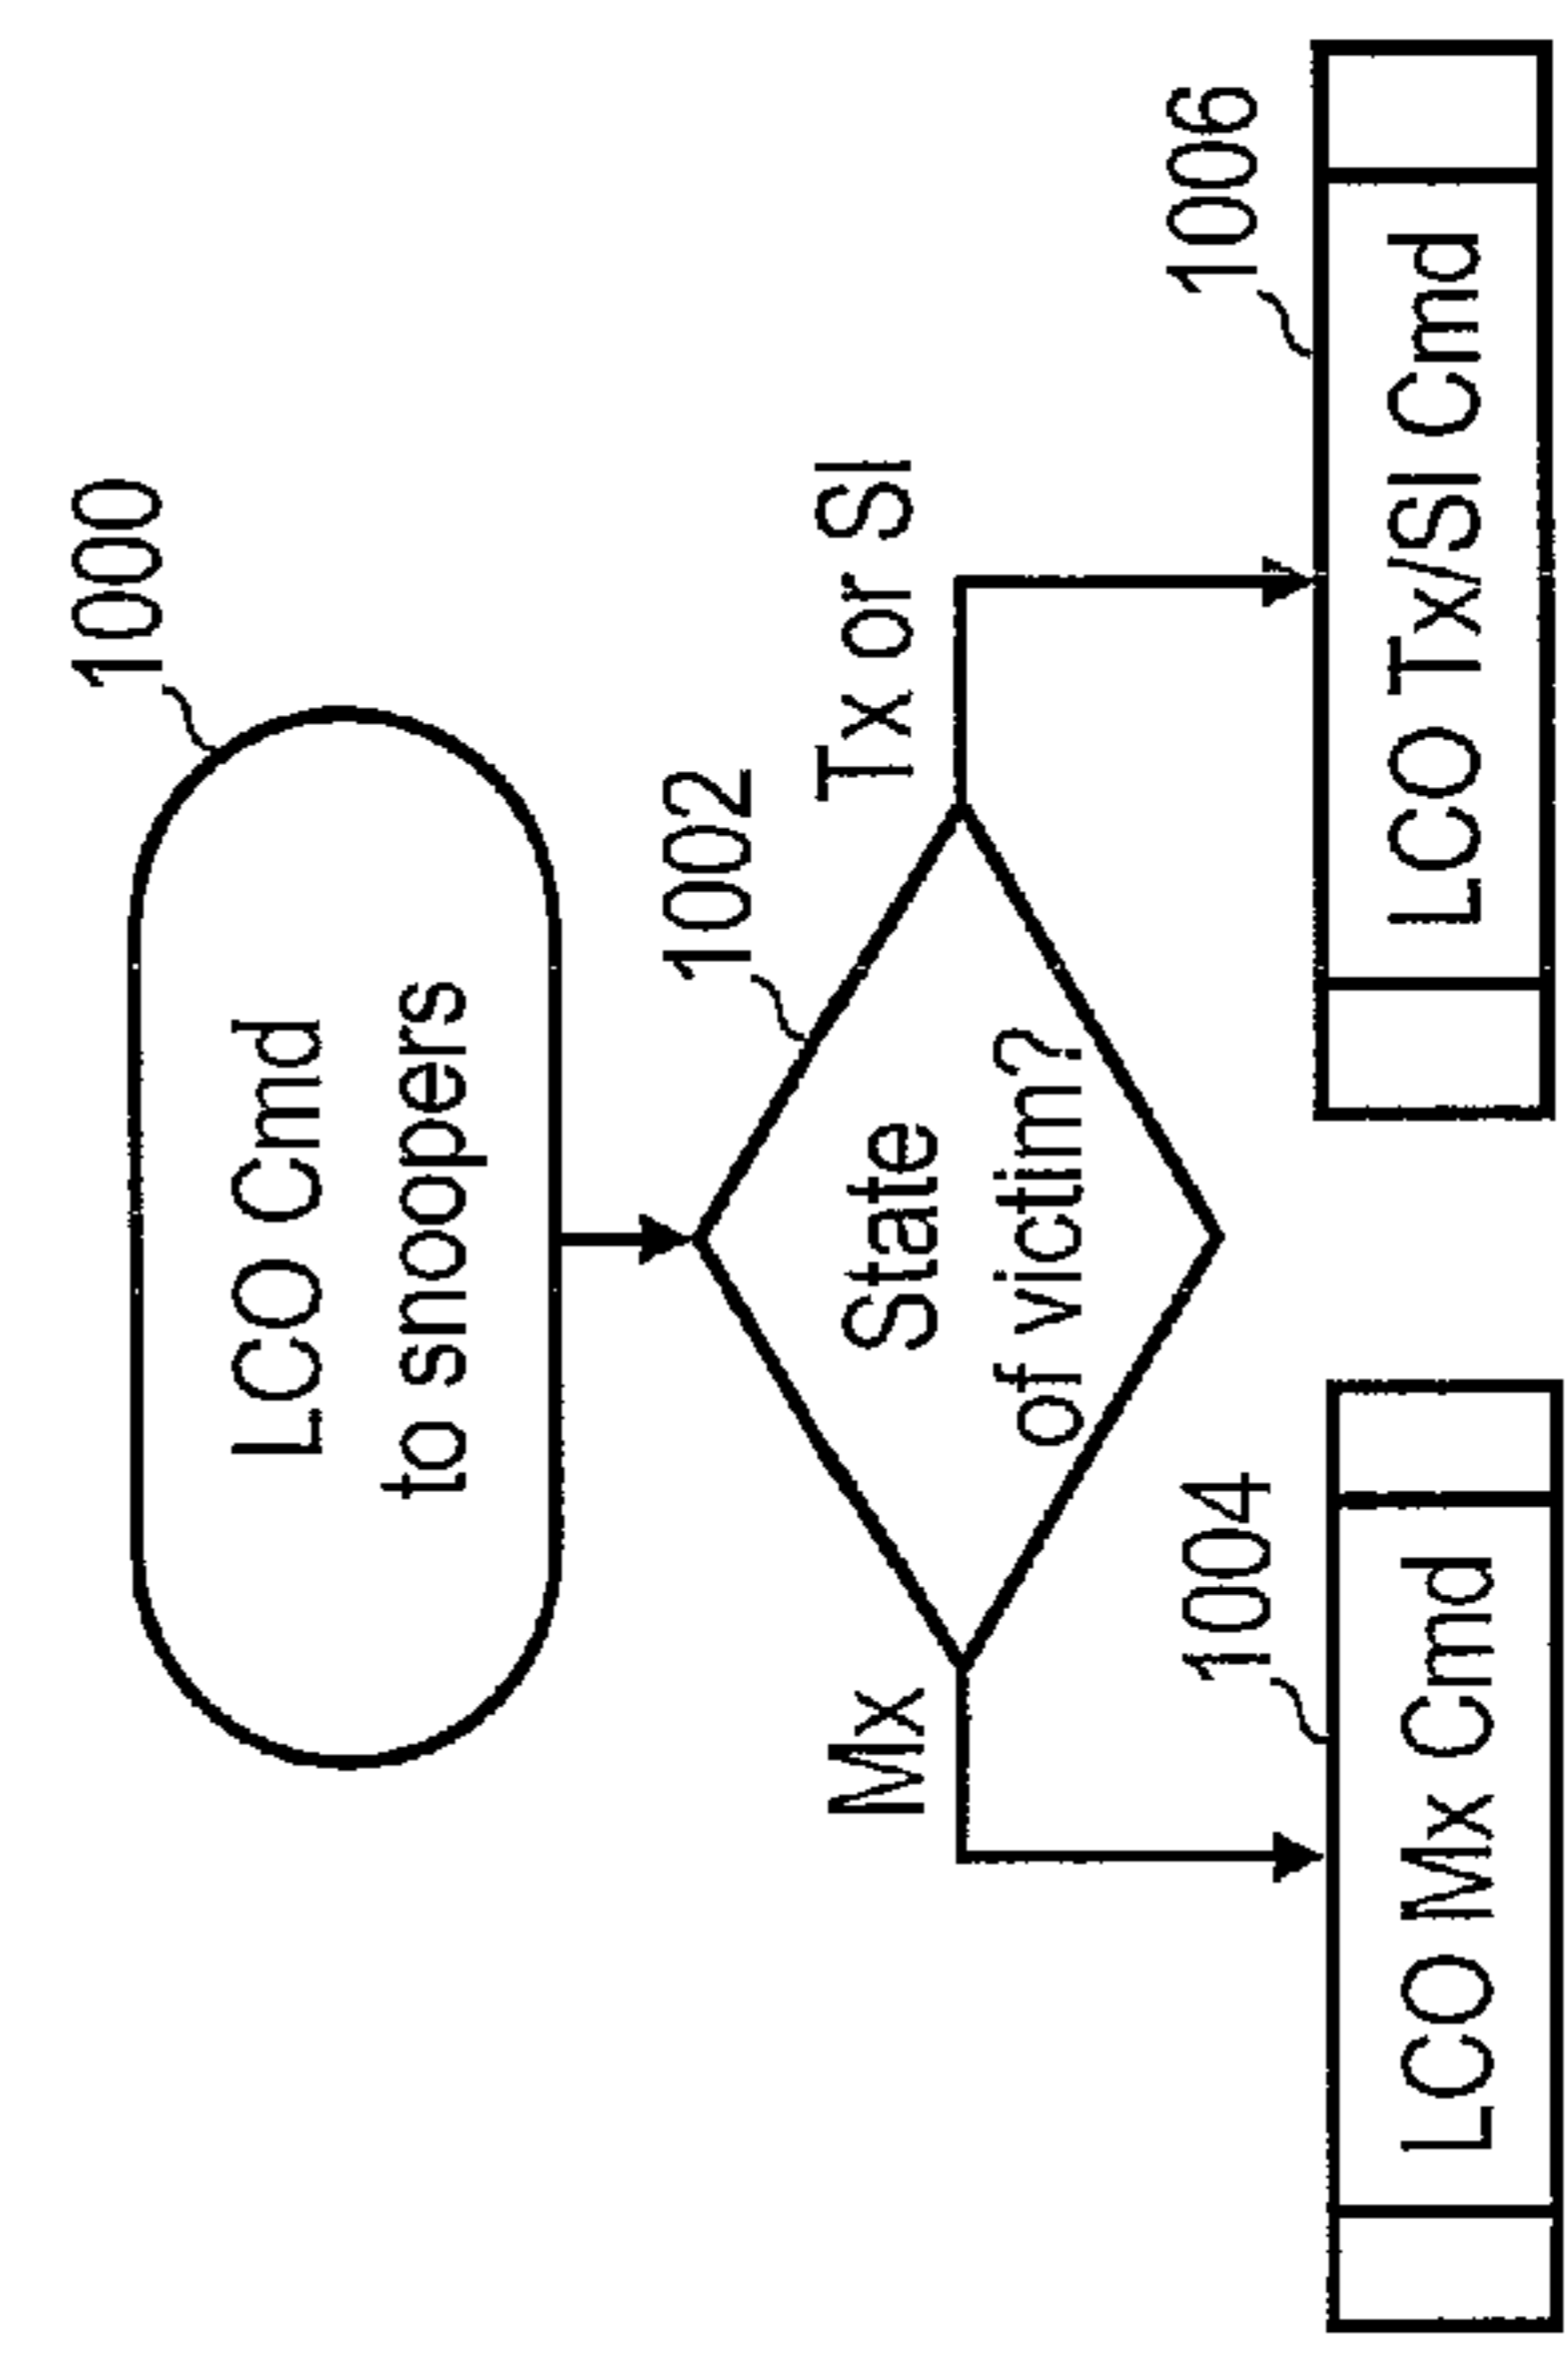 1000
LCO Cmd
to snoopers
1002
State
of victim?
Mx
Tx or SI
1004
LCO Mx Cmd
1006
LCO Tx/SI Cmd